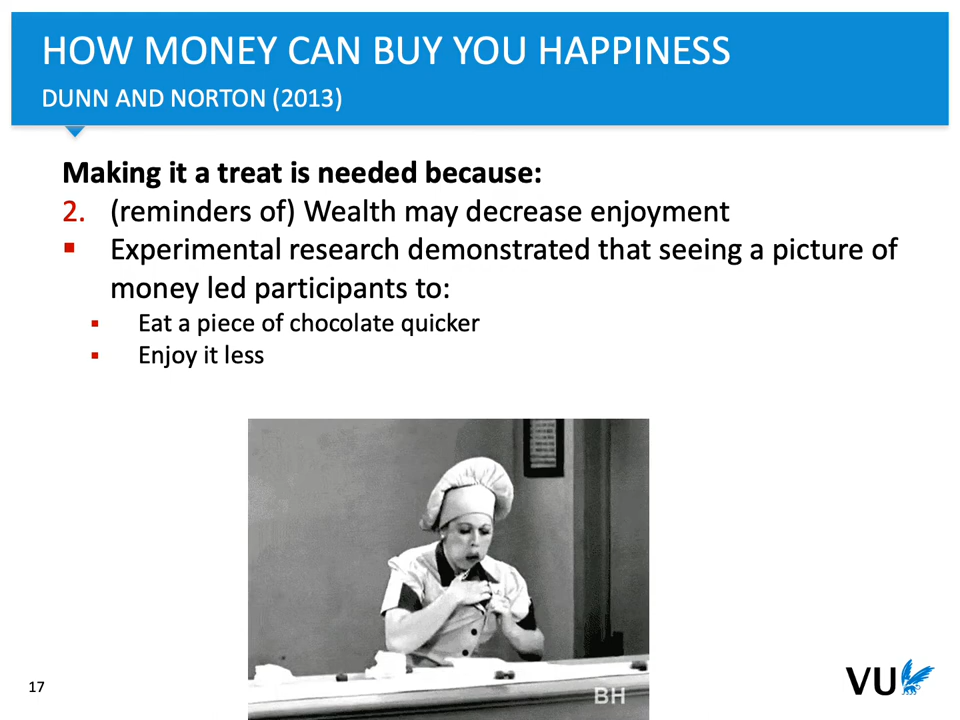 HOW MONEY CAN BUY YOU HAPPINESS
DUNN AND NORTON (2013)
Making it a treat is needed because:
2. (reminders of) Wealth may decrease enjoyment
▪ Experimental research demonstrated that seeing a picture of
money led participants to:
▪ Eat a piece of chocolate quicker
▪ Enjoy it less
BH
17
VU